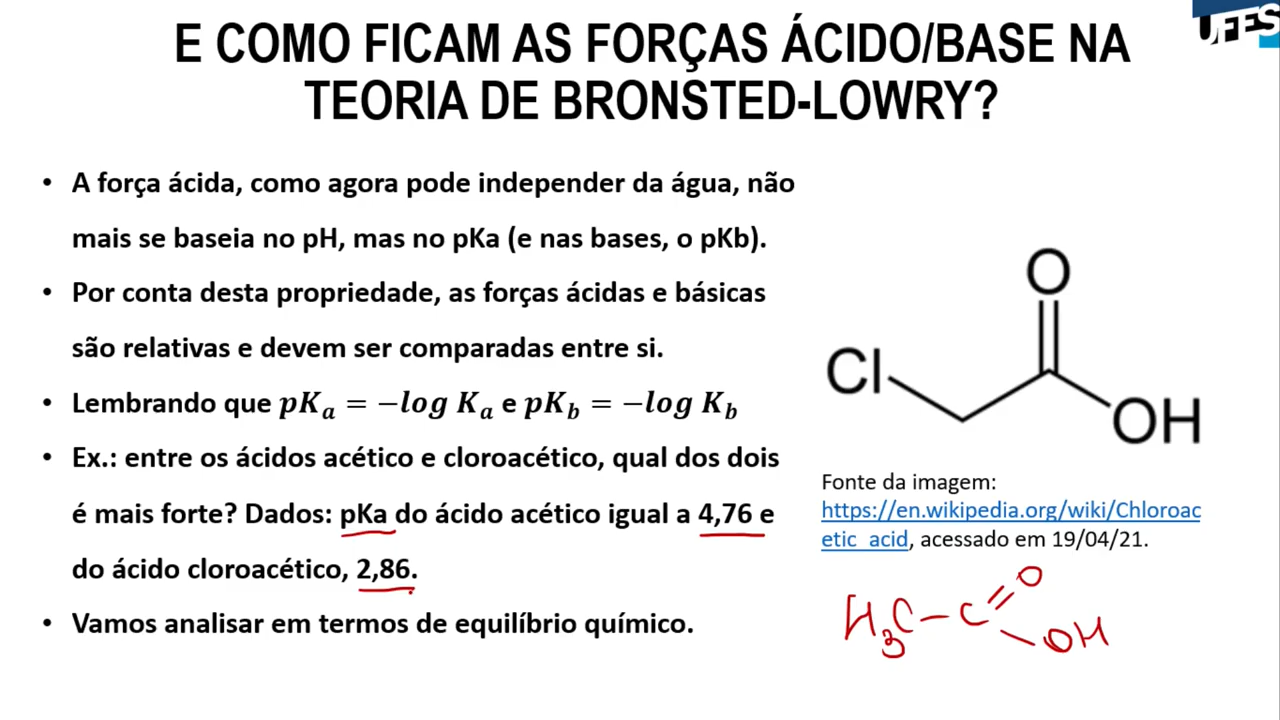 UFES
E COMO FICAM AS FORÇAS ÁCIDO/BASE NA
TEORIA DE BRONSTED-LOWRY?
• A força ácida, como agora pode independer da água, não
mais se baseia no pH, mas no pKa (e nas bases, o pKb).
• Por conta desta propriedade, as forças ácidas e básicas
são relativas e devem ser comparadas entre si.
• Lembrando que pKₐ = −log Kₐ e pK_b = −log K_b
• Ex.: entre os ácidos acético e cloroacético, qual dos dois
é mais forte? Dados: pKa do ácido acético igual a 4,76 e
do ácido cloroacético, 2,86.
• Vamos analisar em termos de equilíbrio químico.
O
Cl
OH
Fonte da imagem:
https://en.wikipedia.org/wiki/Chloroac
etic_acid, acessado em 19/04/21.
O
H₃C − C
OH